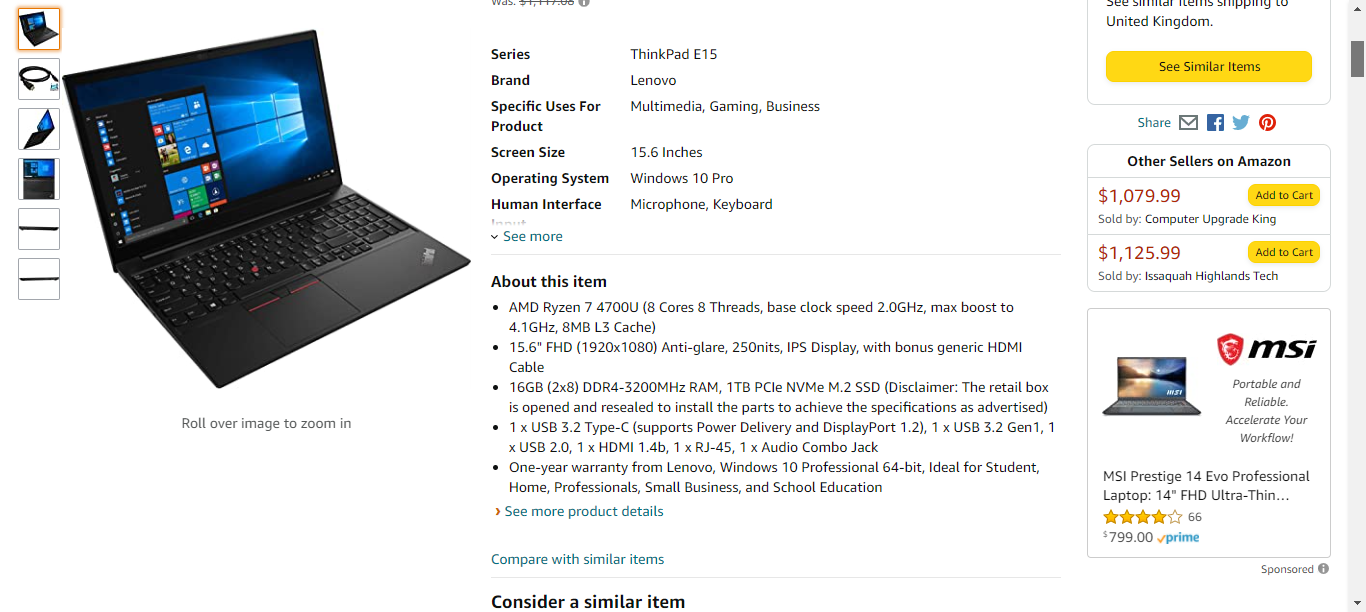 Was: $1,117.08
Series ThinkPad E15
Brand Lenovo
Specific Uses For Multimedia, Gaming, Business
Product
Screen Size 15.6 Inches
Operating System Windows 10 Pro
Human Interface Microphone, Keyboard
Input
See more
About this item
• AMD Ryzen 7 4700U (8 Cores 8 Threads, base clock speed 2.0GHz, max boost to
4.1GHz, 8MB L3 Cache)
• 15.6" FHD (1920x1080) Anti-glare, 250nits, IPS Display, with bonus generic HDMI
Cable
• 16GB (2x8) DDR4-3200MHz RAM, 1TB PCIe NVMe M.2 SSD (Disclaimer: The retail box
is opened and resealed to install the parts to achieve the specifications as advertised)
• 1 x USB 3.2 Type-C (supports Power Delivery and DisplayPort 1.2), 1 x USB 3.2 Gen1, 1
x USB 2.0, 1 x HDMI 1.4b, 1 x RJ-45, 1 x Audio Combo Jack
• One-year warranty from Lenovo, Windows 10 Professional 64-bit, Ideal for Student,
Home, Professionals, Small Business, and School Education
› See more product details
Compare with similar items
Consider a similar item
Roll over image to zoom in
See similar items shipping to
United Kingdom.
See Similar Items
Share
Other Sellers on Amazon
$1,079.99 Add to Cart
Sold by: Computer Upgrade King
$1,125.99 Add to Cart
Sold by: Issaquah Highlands Tech
msi
Portable and
Reliable.
Accelerate Your
Workflow!
MSI Prestige 14 Evo Professional
Laptop: 14" FHD Ultra-Thin...
66
$799.00 prime
Sponsored